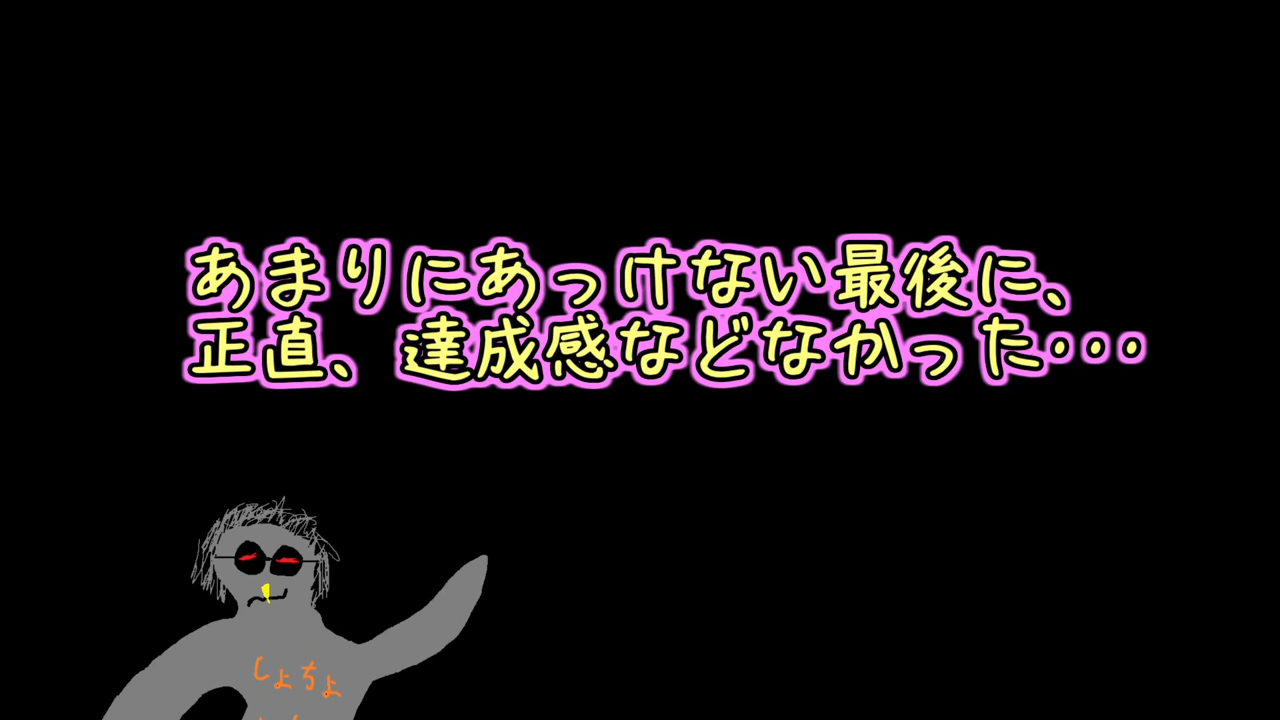 あまりにあっけない最後に、
正直、達成感などなかった・・・
しょちょ